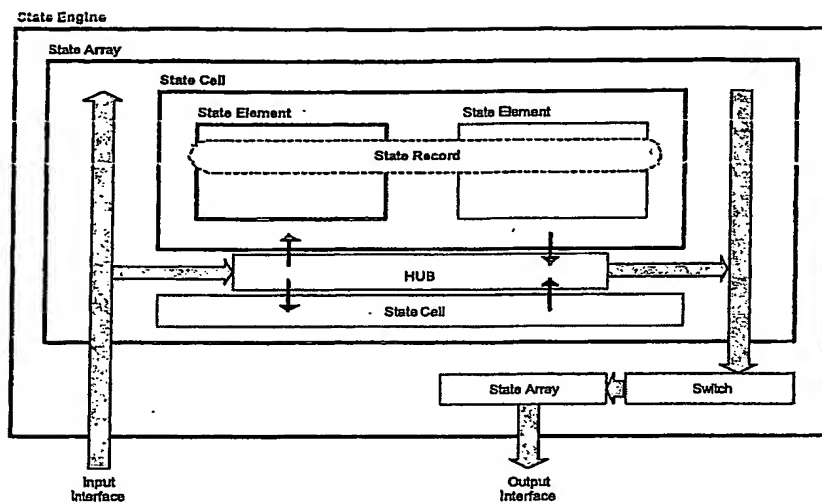 State Engine
State Array
State Cell
State Element
State Element
State Record
HUB
State Cell
State Array
Switch
Input
Interface
Output
Interface